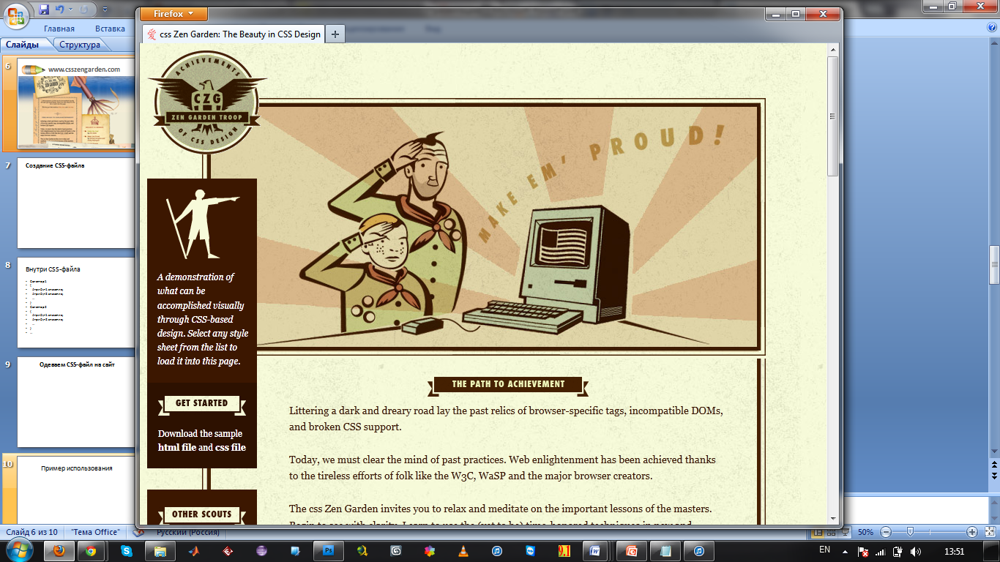 Firefox
Главная
Вставка
Вид
css Zen Garden: The Beauty in CSS Design
Слайды
Структура
6
www.csszengarden.com
7
Создание CSS-файла
8
Внутри CSS-файла
9
Одеваем CSS-файл на сайт
10
Пример использования
ACHIEVEMENTS
CZG
ZEN GARDEN TROOP
OF CSS DESIGN
MAKE EM' PROUD!
A demonstration of
what can be
accomplished visually
through CSS-based
design. Select any style
sheet from the list to
load it into this page.
GET STARTED
Download the sample
html file and css file
OTHER SCOUTS
THE PATH TO ACHIEVEMENT
Littering a dark and dreary road lay the past relics of browser-specific tags, incompatible DOMs,
and broken CSS support.
Today, we must clear the mind of past practices. Web enlightenment has been achieved thanks
to the tireless efforts of folk like the W3C, WaSP and the major browser creators.
The css Zen Garden invites you to relax and meditate on the important lessons of the masters.
Слайд 6 из 10
"Тема Office"
Русский (Россия)
50%
EN
13:51